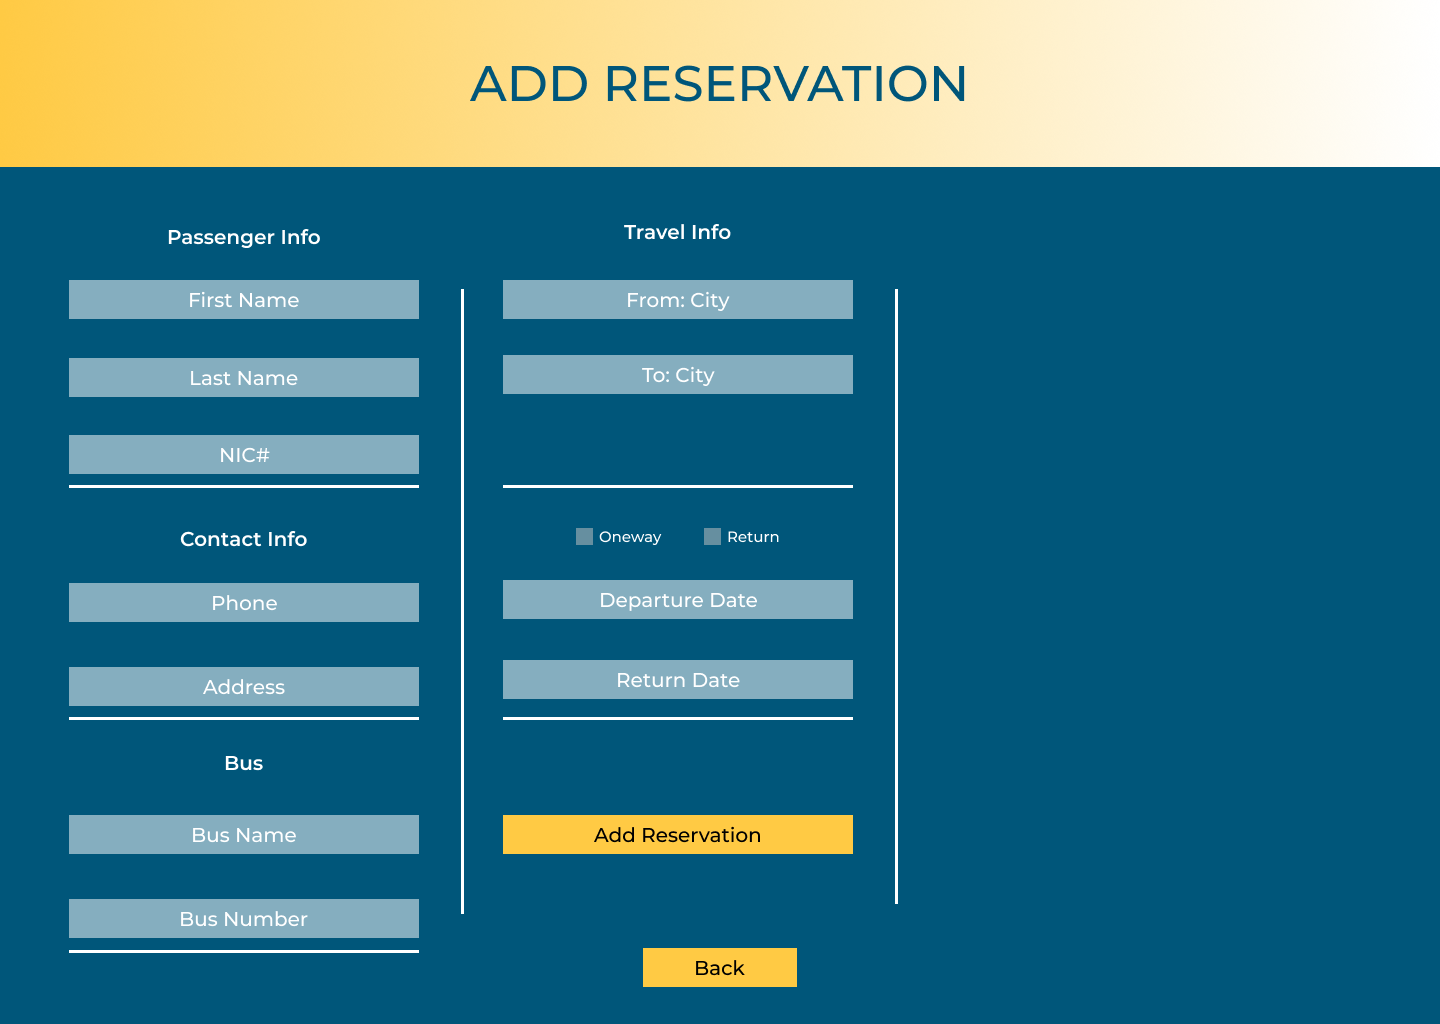 ADD RESERVATION
Passenger Info
First Name
Last Name
NIC#
Contact Info
Phone
Address
Bus
Bus Name
Bus Number
Travel Info
From: City
To: City
Oneway
Return
Departure Date
Return Date
Add Reservation
Back